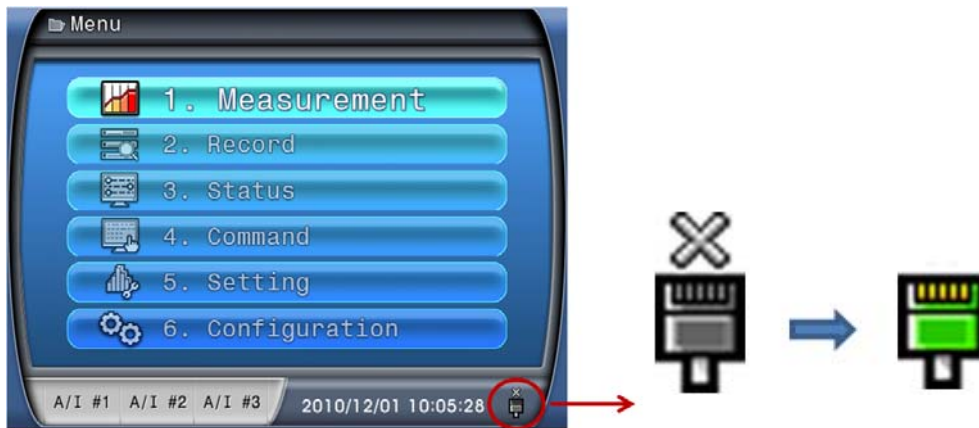 Menu
1. Measurement
2. Record
3. Status
4. Command
5. Setting
6. Configuration
A/I #1 A/I #2 A/I #3 2010/12/01 10:05:28